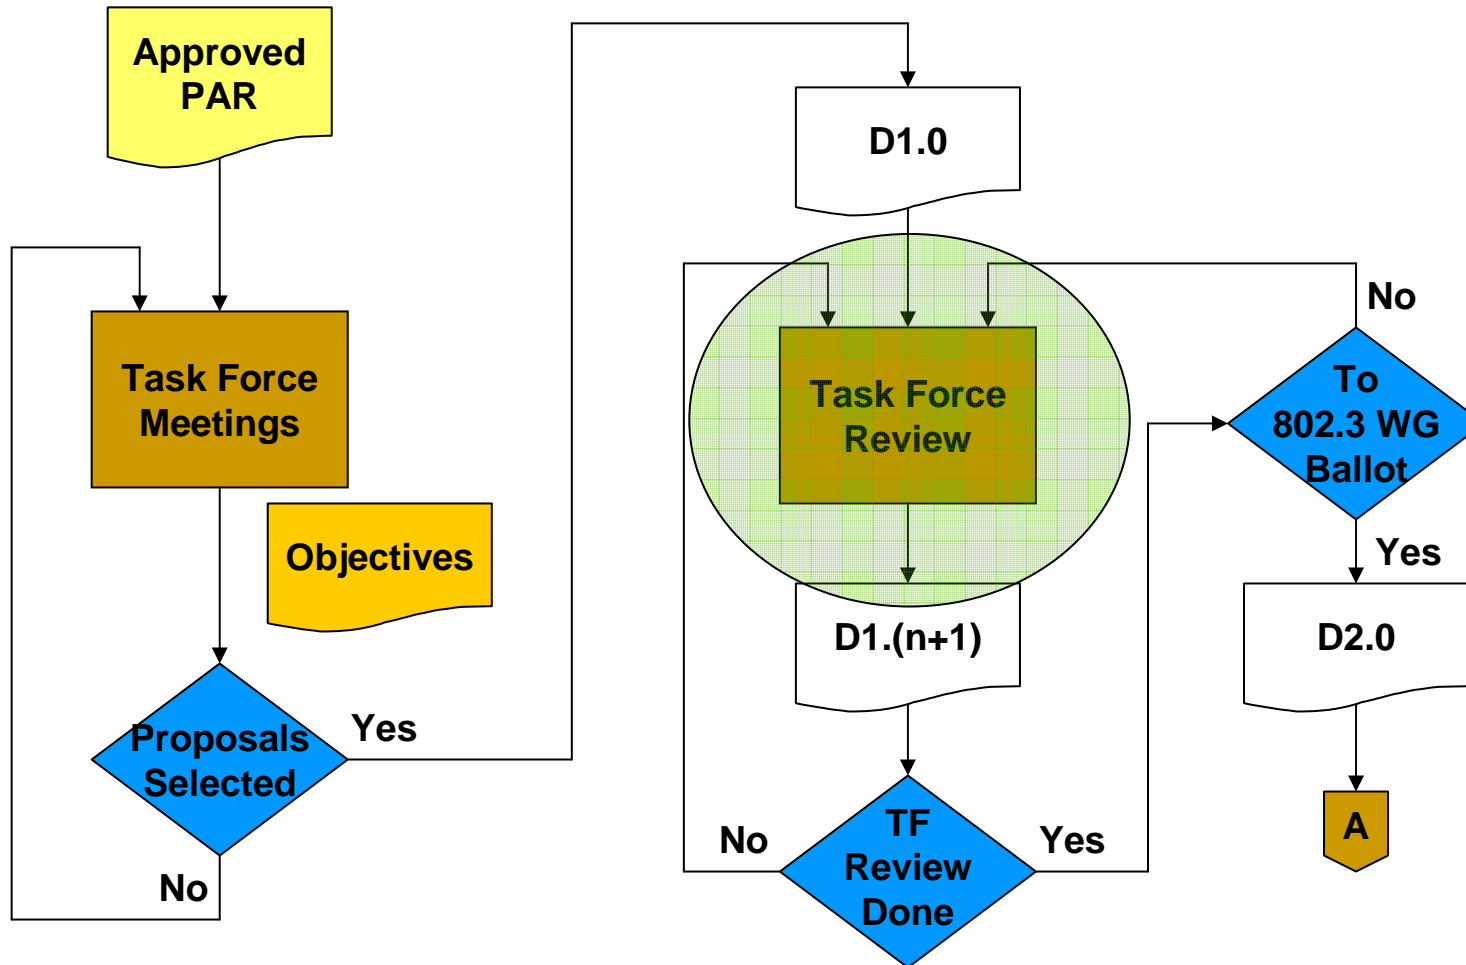 Approved
PAR
Task Force
Meetings
Objectives
Proposals
Selected
Yes
No
D1.0
Task Force
Review
D1.(n+1)
TF
Review
Done
No
Yes
To
802.3 WG
Ballot
No
Yes
D2.0
A